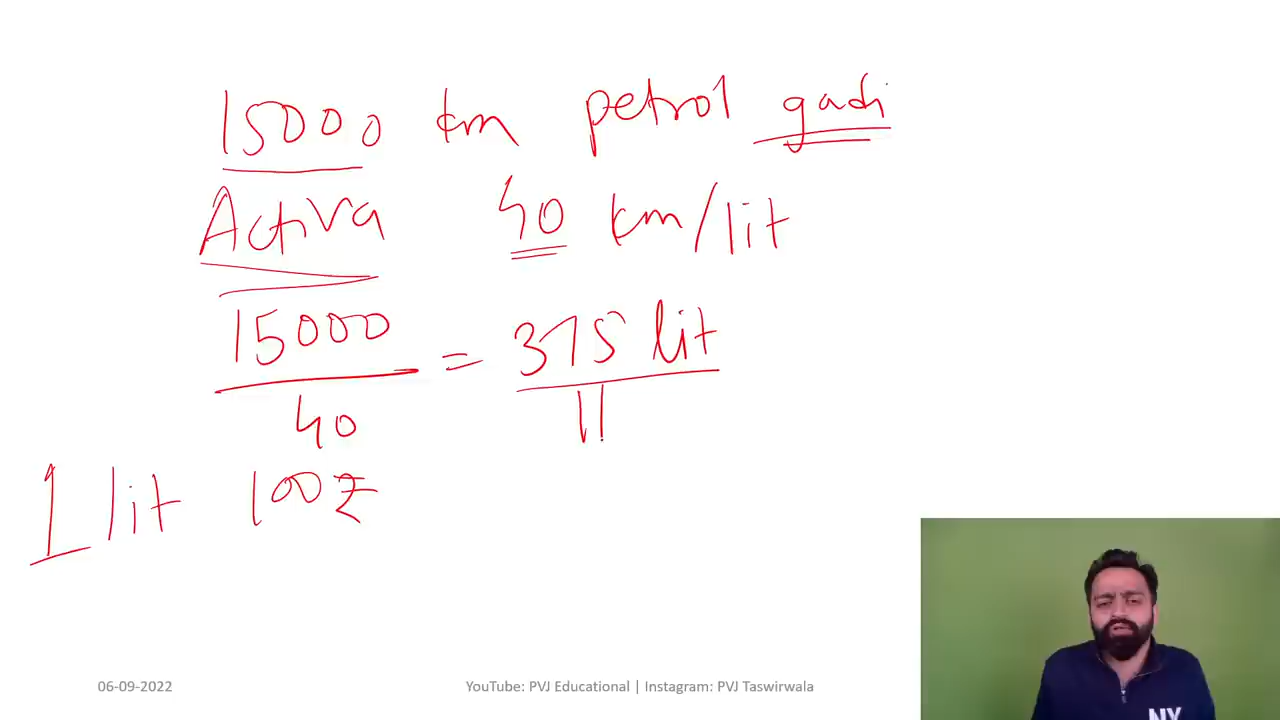 15000 km petrol gadi
Activa 40 km/lit
15000
40
= 375 lit
1 lit 100₹
06-09-2022
YouTube: PVJ Educational | Instagram: PVJ Taswirwala
NY